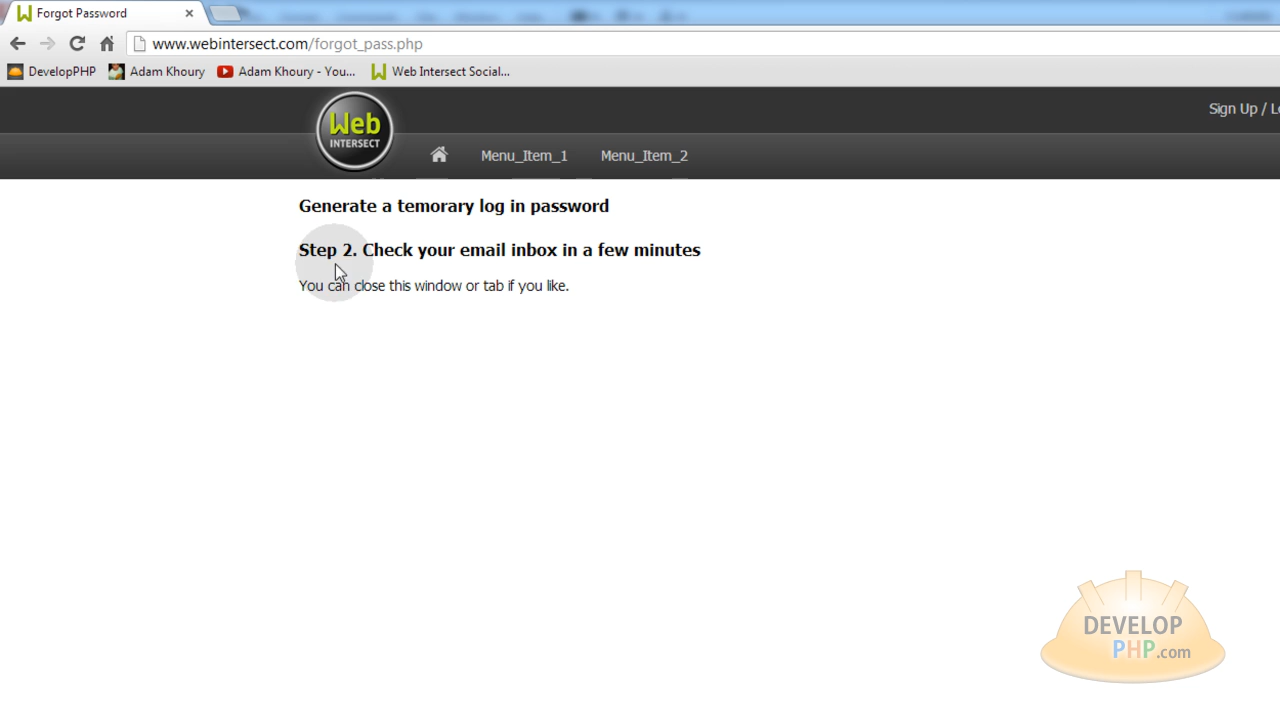 Forgot Password
www.webintersect.com/forgot_pass.php
DevelopPHP Adam Khoury Adam Khoury - You... Web Intersect Social...
Sign Up /
Web
INTERSECT
Menu_Item_1 Menu_Item_2
Generate a temorary log in password
Step 2. Check your email inbox in a few minutes
You can close this window or tab if you like.
DEVELOP
PHP.com